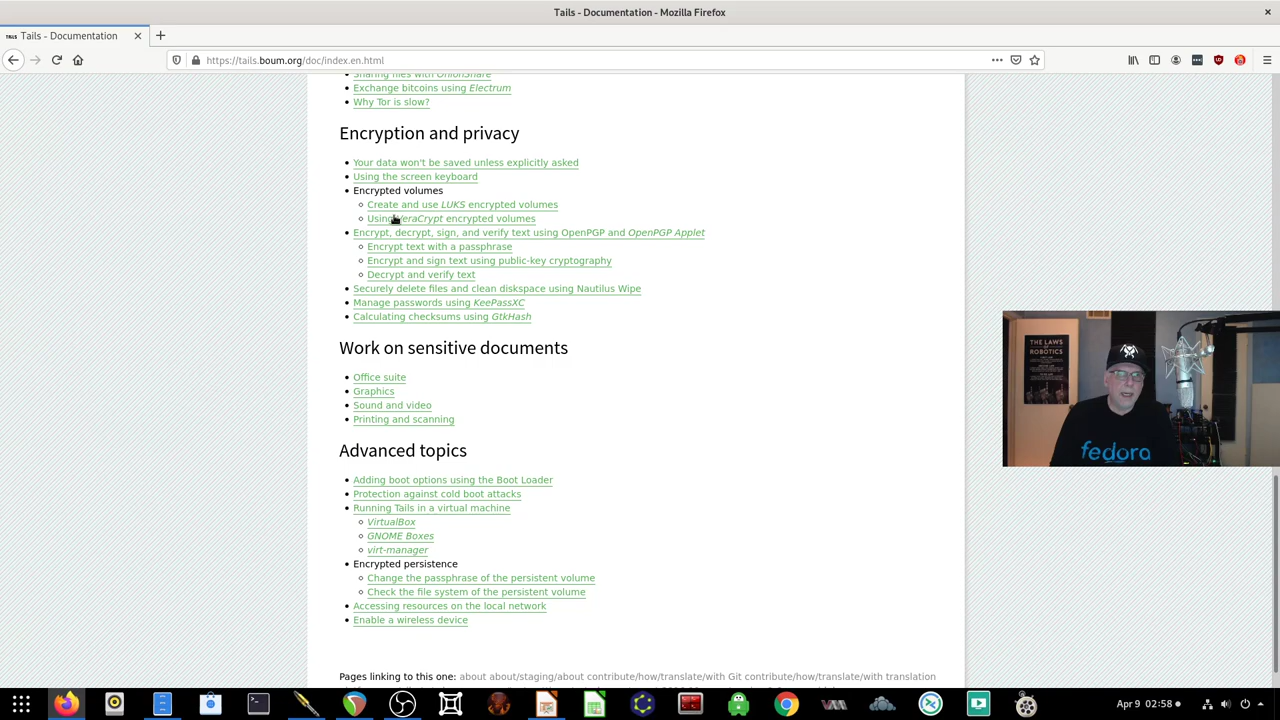 Tails - Documentation - Mozilla Firefox
Tails - Documentation
https://tails.boum.org/doc/index.en.html
Sharing files with OnionShare
Exchange bitcoins using Electrum
Why Tor is slow?
Encryption and privacy
Your data won't be saved unless explicitly asked
Using the screen keyboard
Encrypted volumes
Create and use LUKS encrypted volumes
Using VeraCrypt encrypted volumes
Encrypt, decrypt, sign, and verify text using OpenPGP and OpenPGP Applet
Encrypt text with a passphrase
Encrypt and sign text using public-key cryptography
Decrypt and verify text
Securely delete files and clean diskspace using Nautilus Wipe
Manage passwords using KeePassXC
Calculating checksums using GtkHash
THE LAWS
OF
ROBOTICS
Work on sensitive documents
Office suite
Graphics
Sound and video
Printing and scanning
fedora
Advanced topics
Adding boot options using the Boot Loader
Protection against cold boot attacks
Running Tails in a virtual machine
VirtualBox
GNOME Boxes
virt-manager
Encrypted persistence
Change the passphrase of the persistent volume
Check the file system of the persistent volume
Accessing resources on the local network
Enable a wireless device
Pages linking to this one: about about/staging/about contribute/how/translate/with Git contribute/how/translate/with translation
Apr 9 02:58